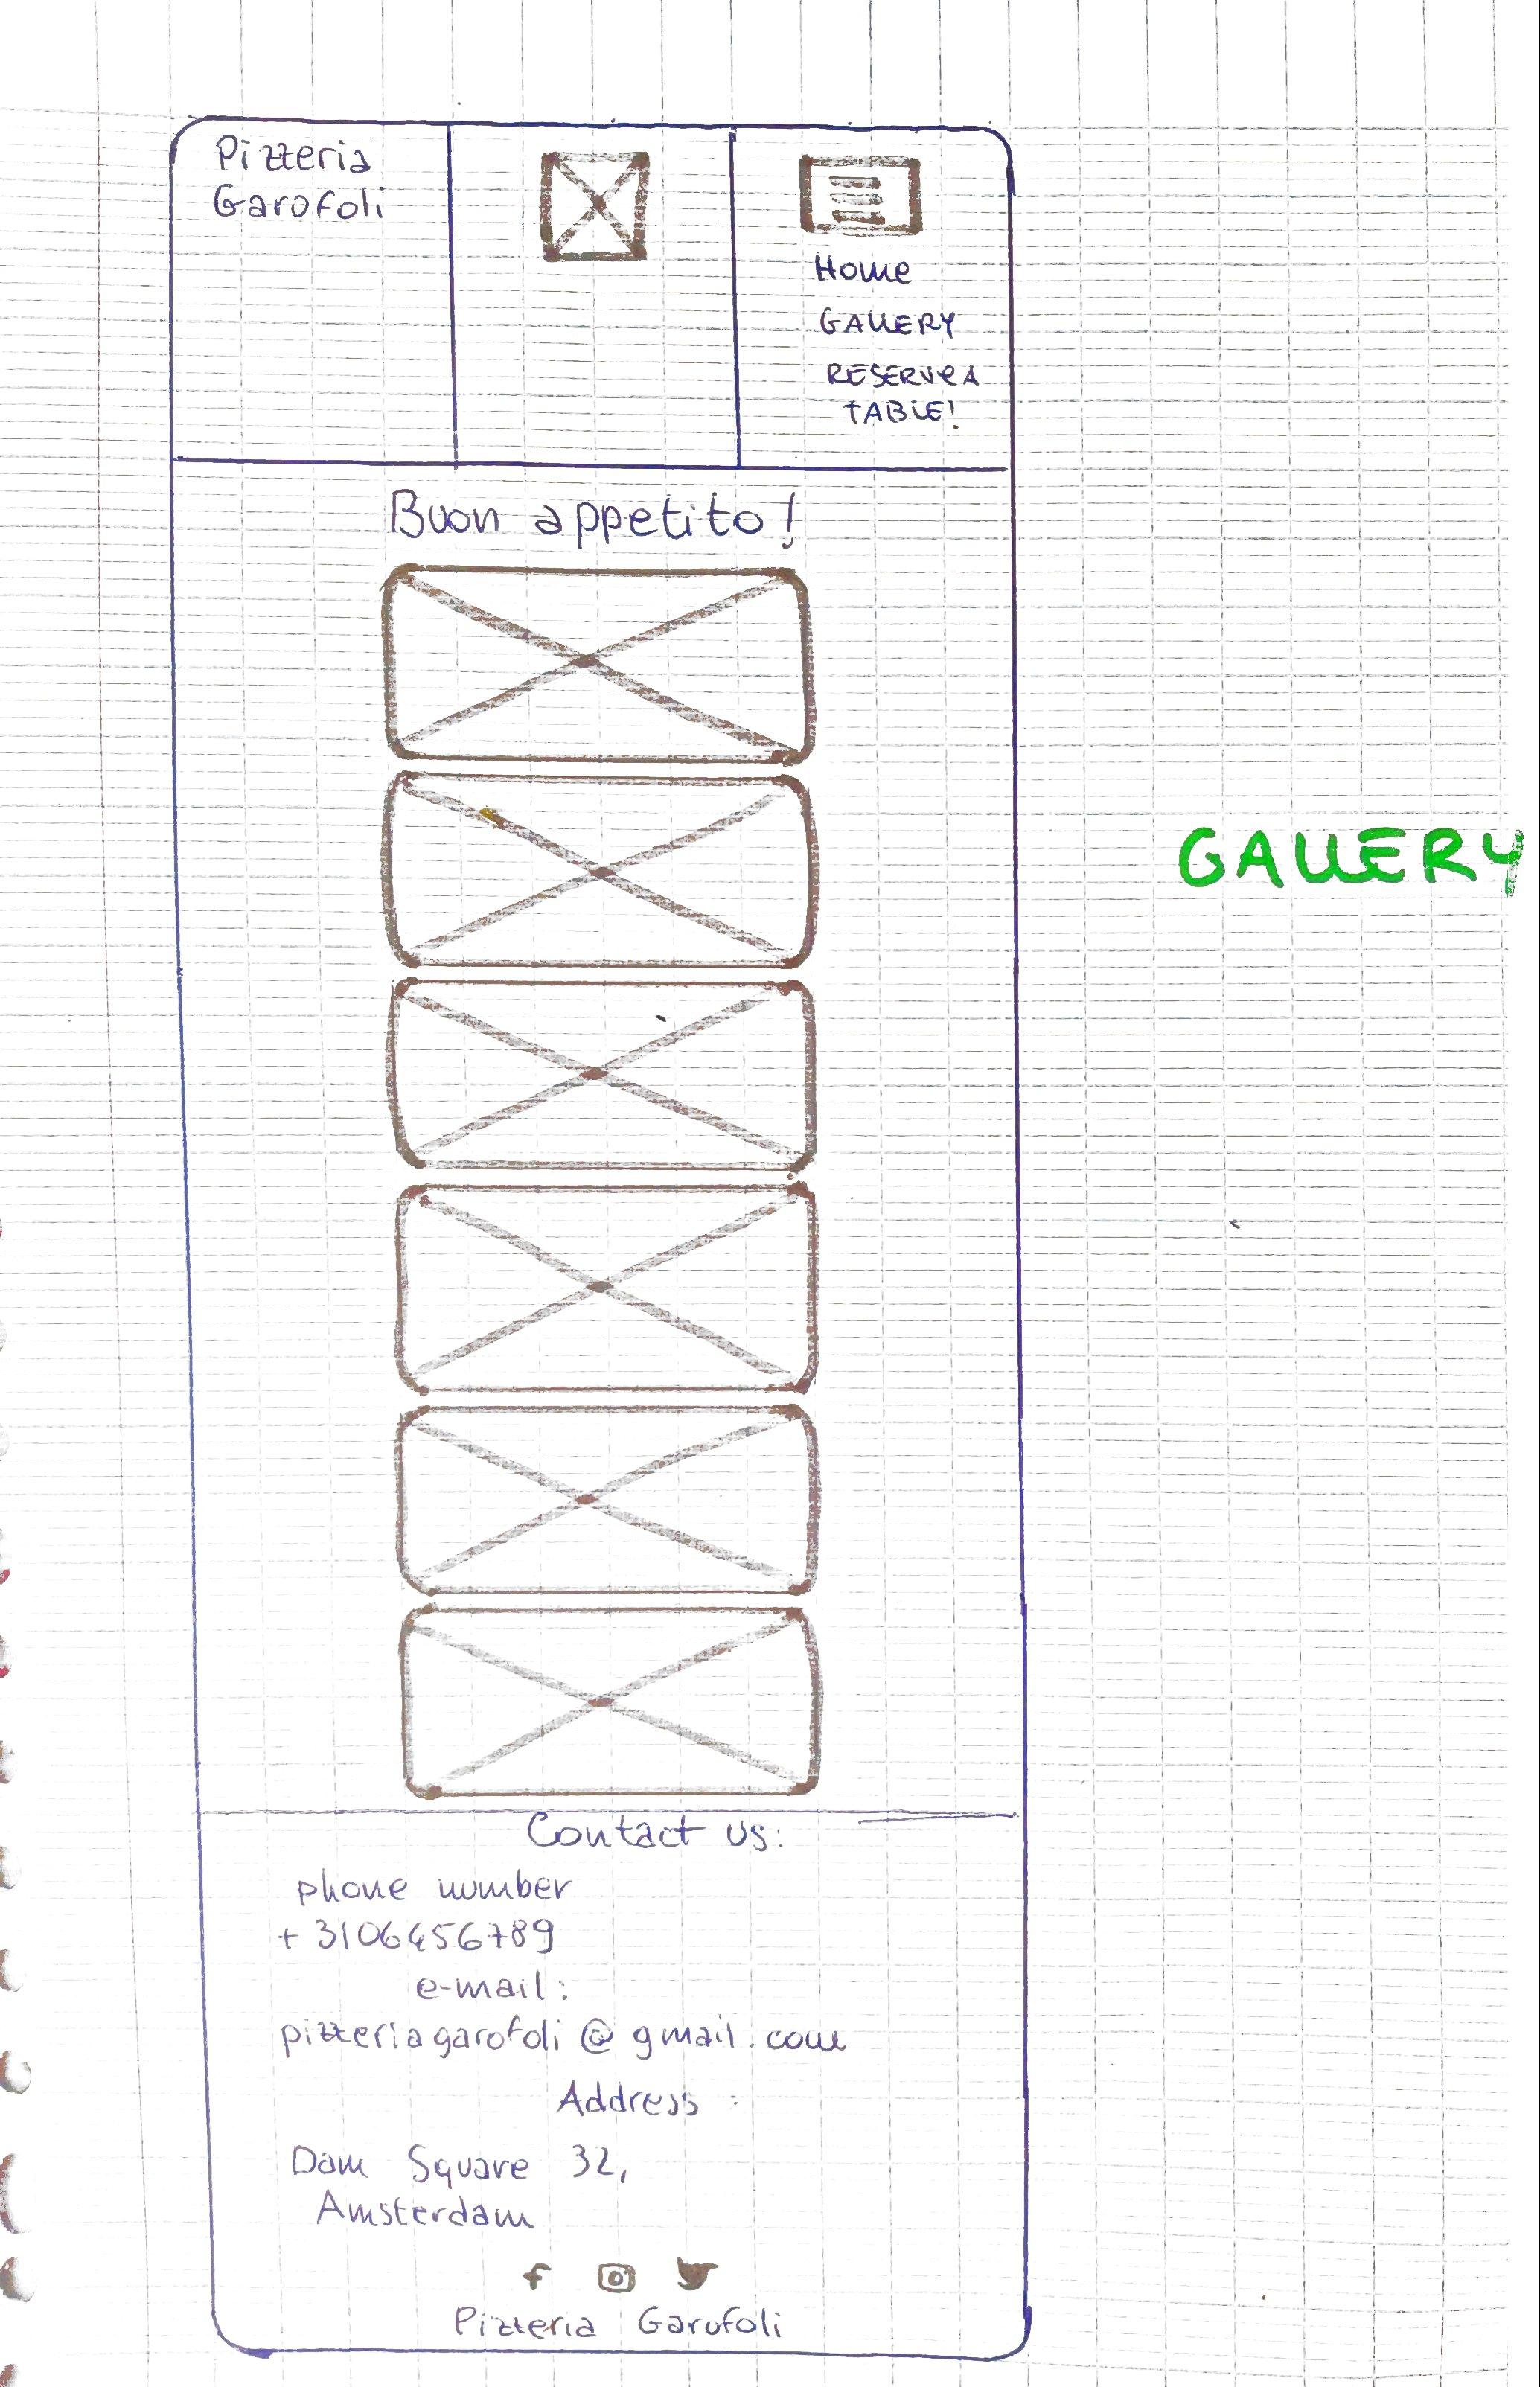 Pizzeria
Garofoli
Home
GALLERY
RESERVE A
TABLE!
Buon appetito!
GALLERY
Contact us:
phone number
+3106456789
e-mail:
pizzeriagarofoli@gmail.com
Address :
Dam Square 32,
Amsterdam
Pizzeria Garofoli